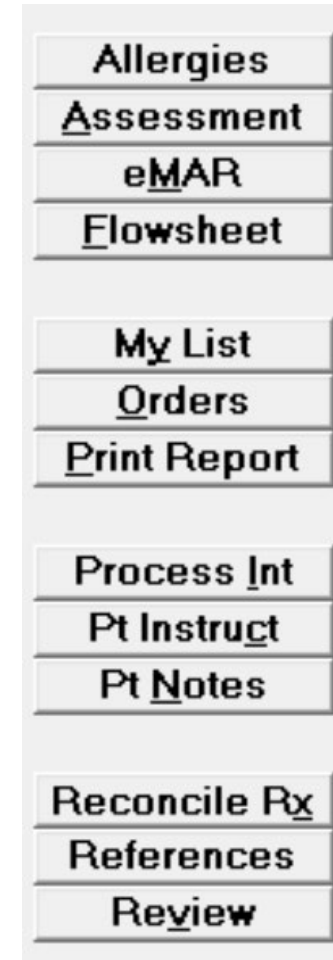 Allergies
Assessment
eMAR
Flowsheet
My List
Orders
Print Report
Process Int
Pt Instruct
Pt Notes
Reconcile Rx
References
Review